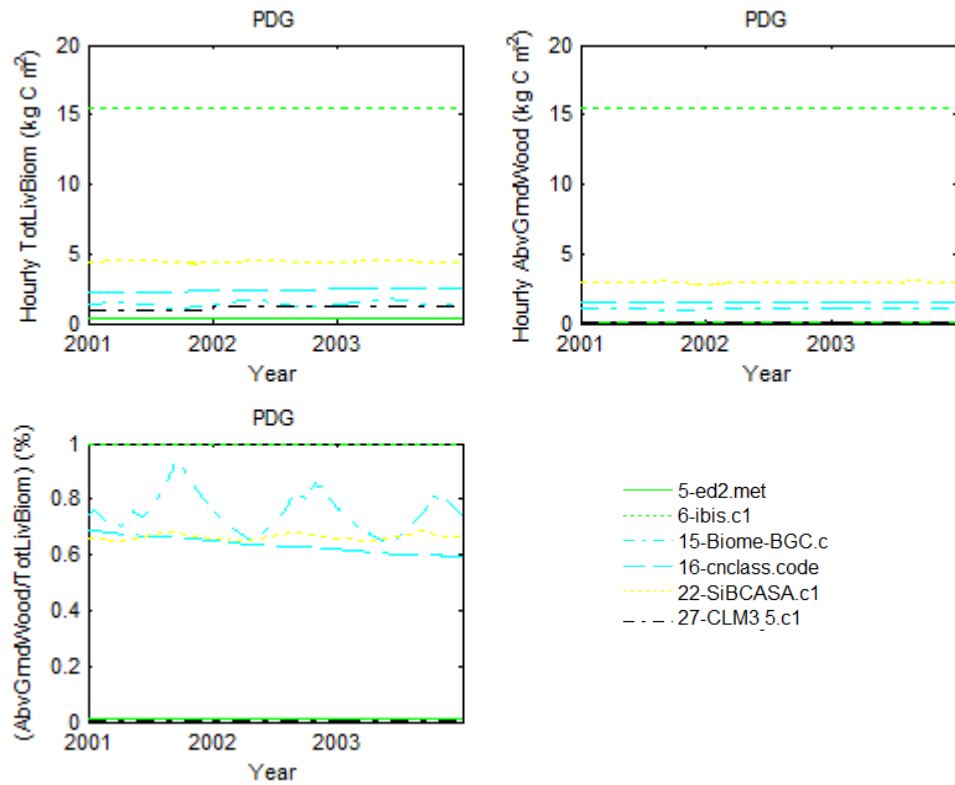 PDG
20
15
10
5
0
2001
2002
2003
Year
Hourly TotLivBiom (kg C m²)
PDG
20
15
10
5
0
2001
2002
2003
Year
Hourly AbvGrndWood (kg C m²)
PDG
1
0.8
0.6
0.4
0.2
0
2001
2002
2003
Year
(AbvGrndWood/TotLivBiom) (%)
5-ed2.met
6-ibis.c1
15-Biome-BGC.c
16-cnclass.code
22-SiBCASA.c1
27-CLM3_5.c1